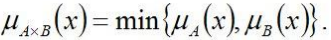 μ_{A×B}(x) = min{μ_A(x), μ_B(x)}.